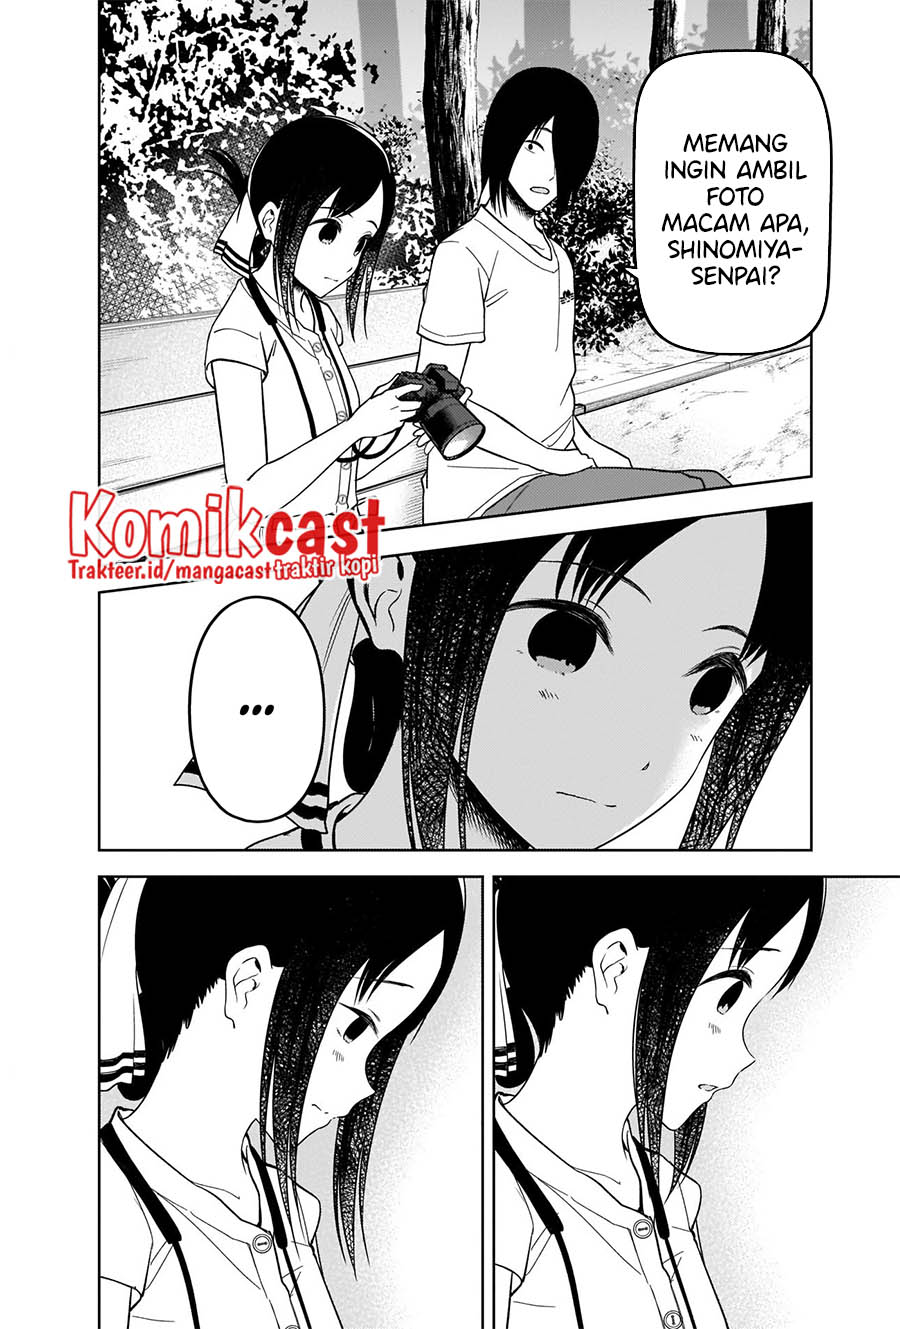 MEMANG
INGIN AMBIL
FOTO
MACAM APA,
SHINOMIYA-
SENPAI?
Komikcast
Trakteer.id/mangacast traktir kopi
...